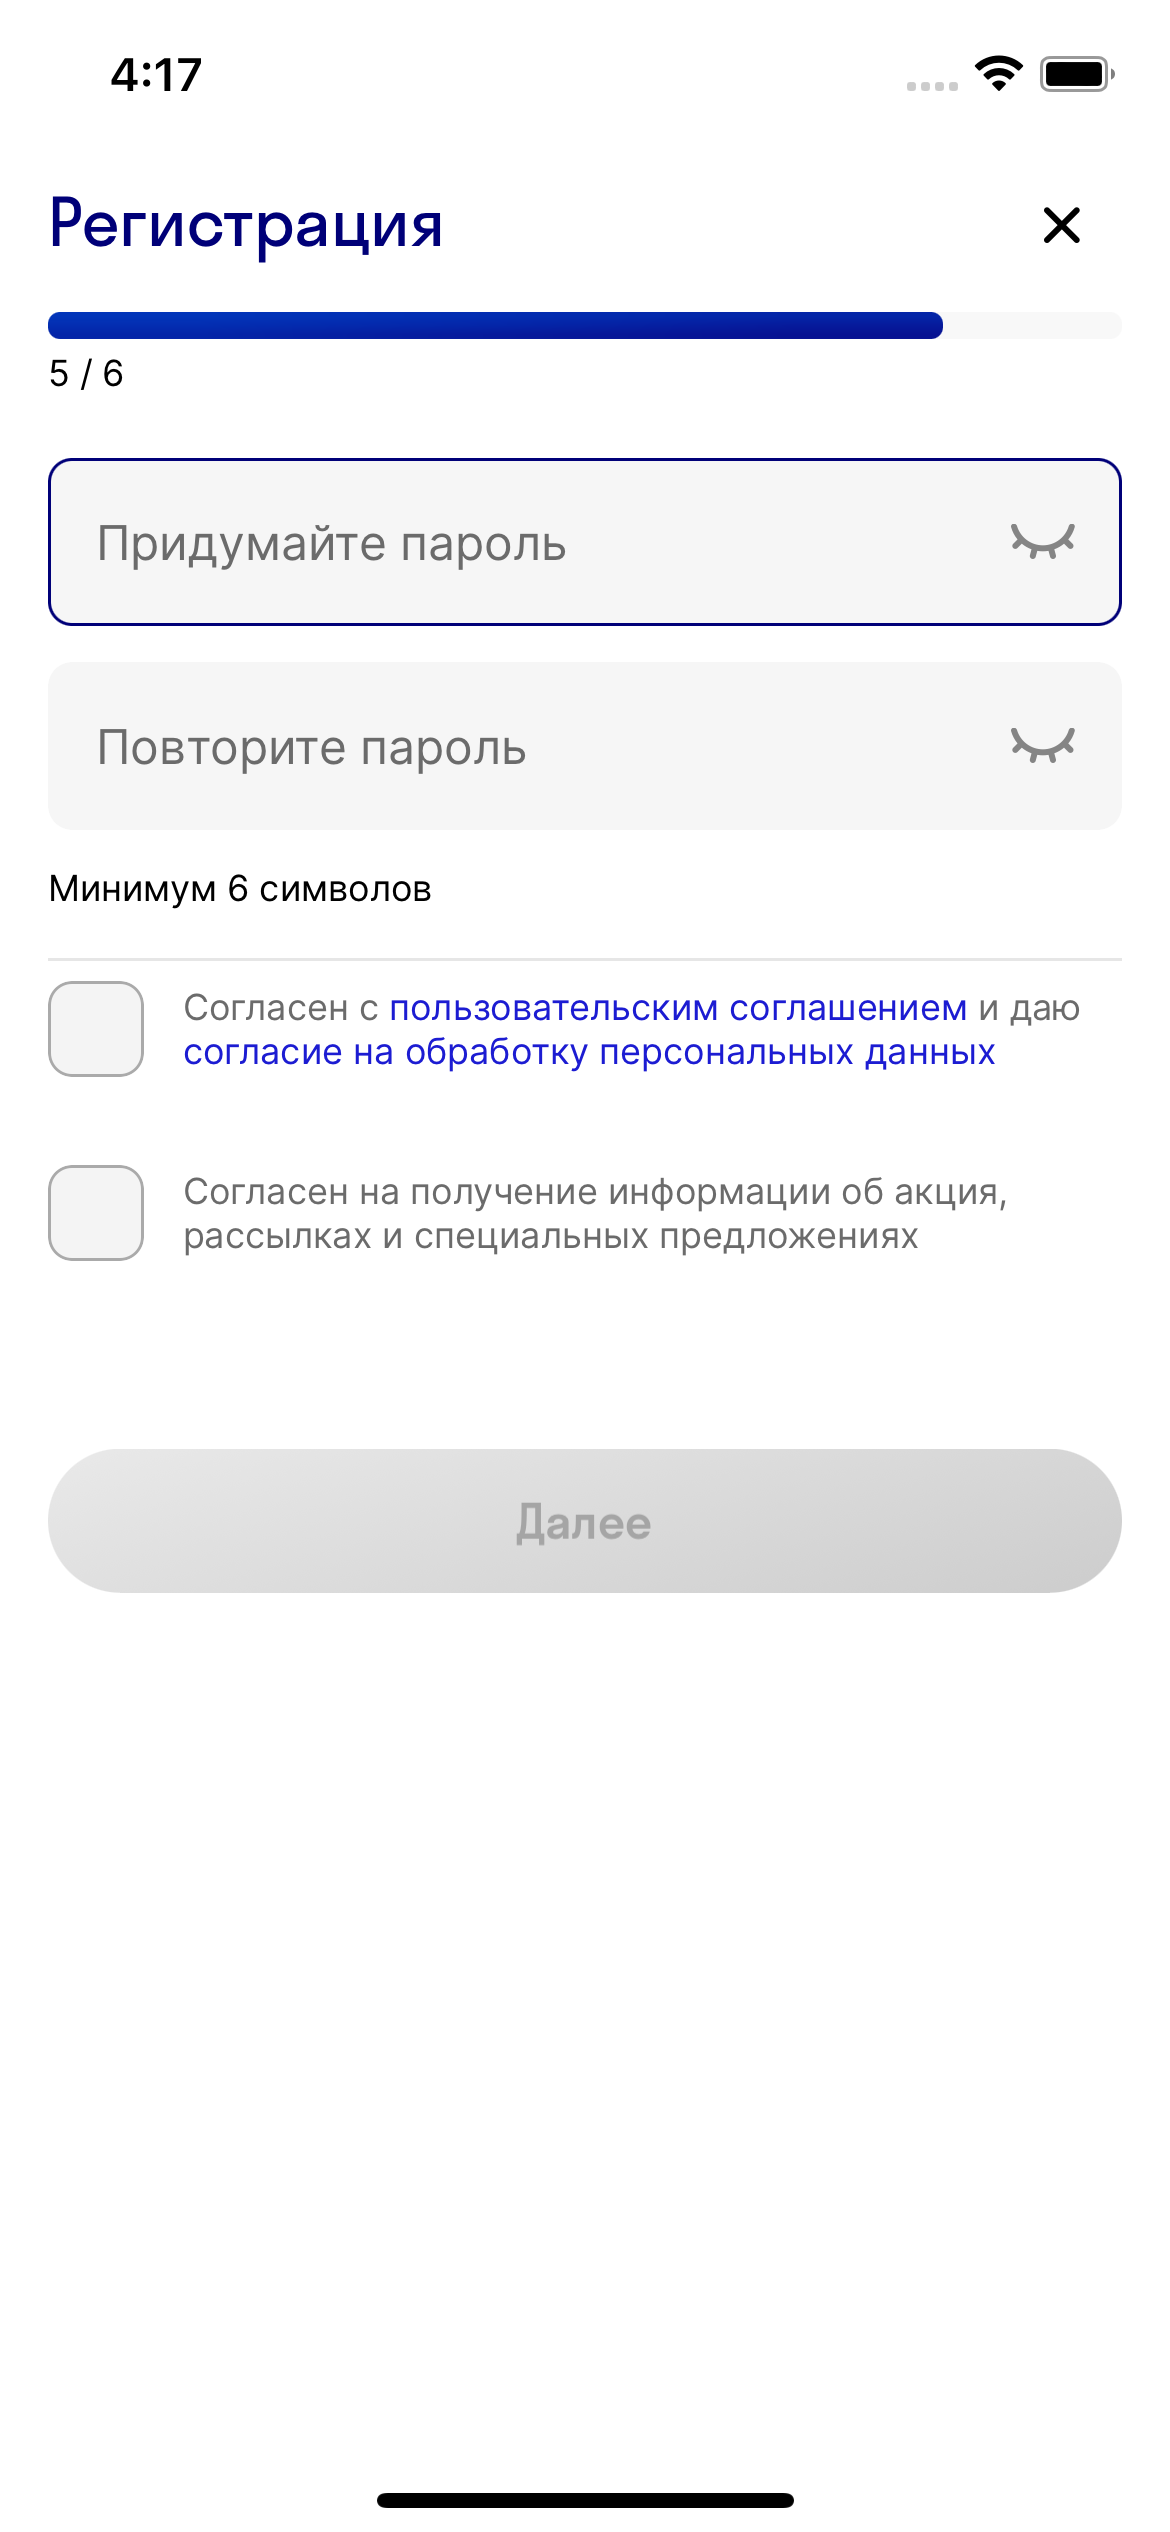 4:17
Регистрация
5 / 6
Придумайте пароль
Повторите пароль
Минимум 6 символов
Согласен с пользовательским соглашением и даю
согласие на обработку персональных данных
Согласен на получение информации об акция,
рассылках и специальных предложениях
Далее